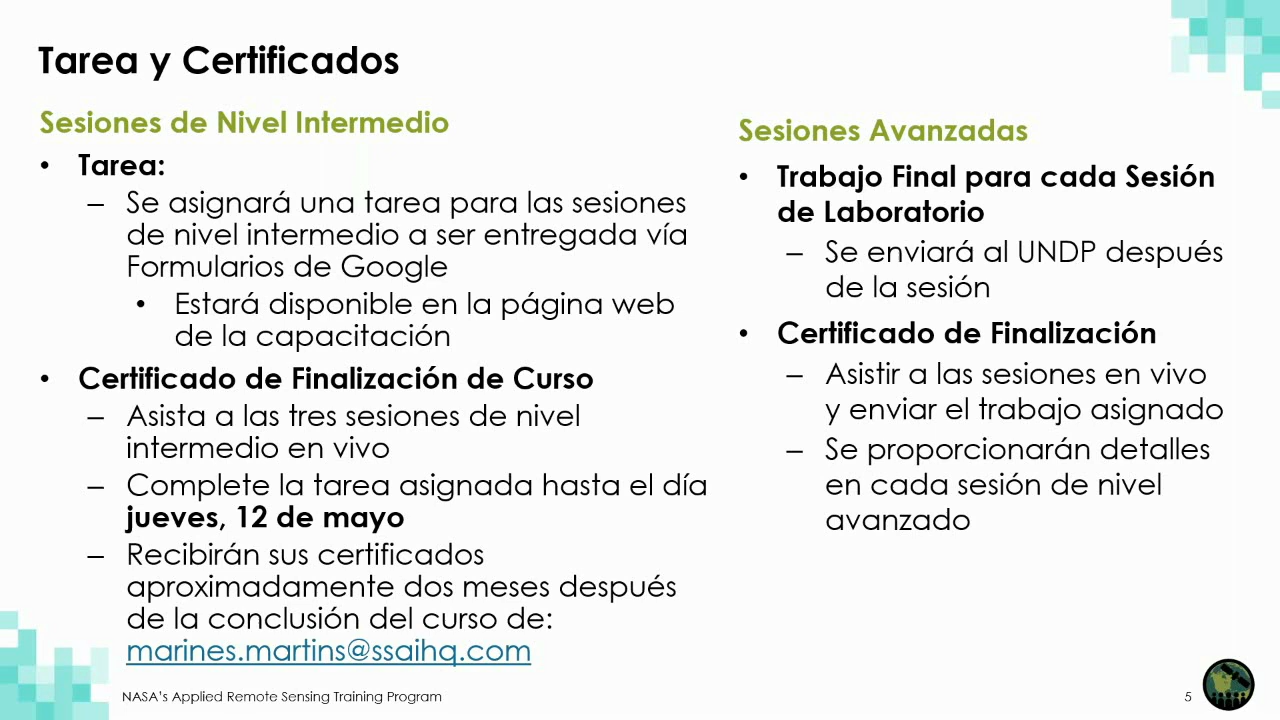 Tarea y Certificados
Sesiones de Nivel Intermedio
• Tarea:
– Se asignará una tarea para las sesiones
de nivel intermedio a ser entregada vía
Formularios de Google
• Estará disponible en la página web
de la capacitación
• Certificado de Finalización de Curso
– Asista a las tres sesiones de nivel
intermedio en vivo
– Complete la tarea asignada hasta el día
jueves, 12 de mayo
– Recibirán sus certificados
aproximadamente dos meses después
de la conclusión del curso de:
marines.martins@ssaihq.com
Sesiones Avanzadas
• Trabajo Final para cada Sesión
de Laboratorio
– Se enviará al UNDP después
de la sesión
• Certificado de Finalización
– Asistir a las sesiones en vivo
y enviar el trabajo asignado
– Se proporcionarán detalles
en cada sesión de nivel
avanzado
NASA's Applied Remote Sensing Training Program
5